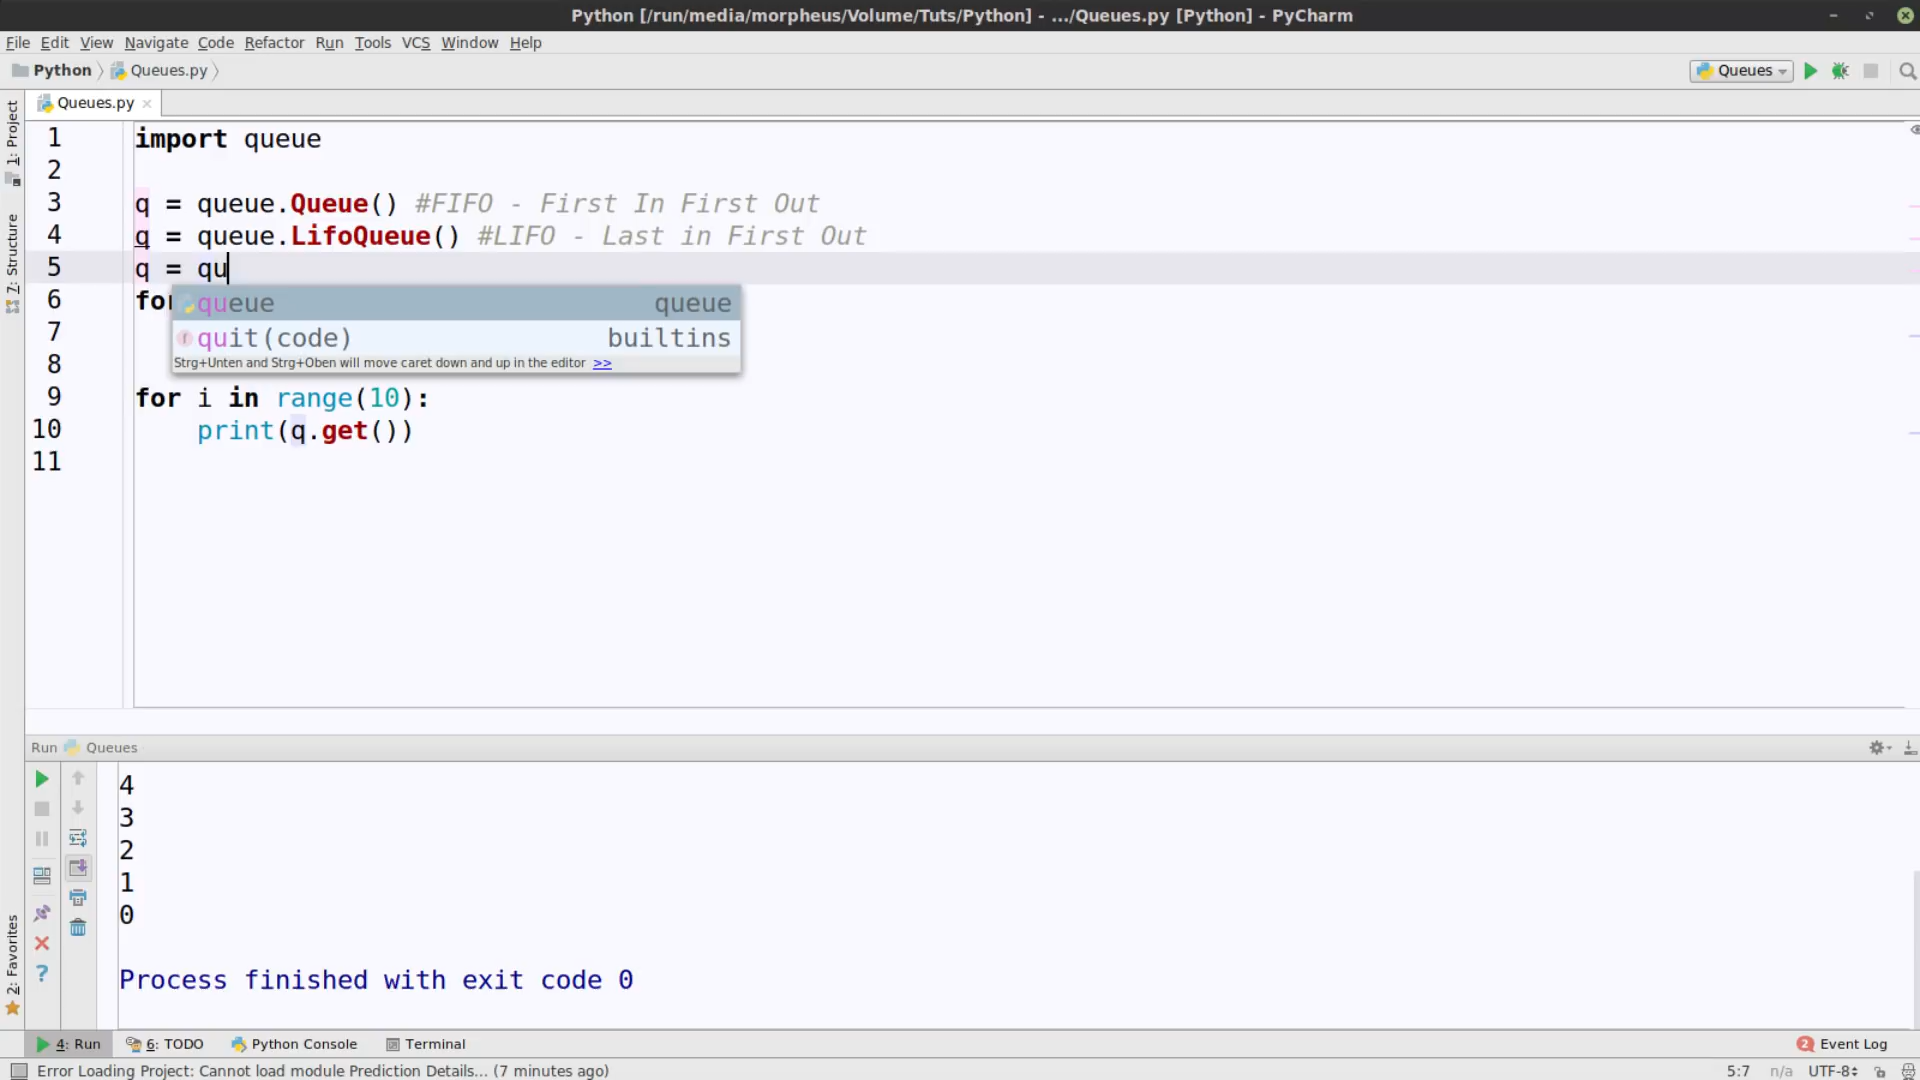 Python [/run/media/morpheus/Volume/Tuts/Python] - .../Queues.py [Python] - PyCharm
File Edit View Navigate Code Refactor Run Tools VCS Window Help
Python Queues.py Queues
Queues.py
1: Project
7: Structure
2: Favorites
1 import queue
2
3 q = queue.Queue() #FIFO - First In First Out
4 q = queue.LifoQueue() #LIFO - Last in First Out
5 q = qu
6 for
queue queue
7
quit(code) builtins
8
Strg+Unten and Strg+Oben will move caret down and up in the editor >>
9 for i in range(10):
10 print(q.get())
11
Run Queues
4
3
2
1
0
Process finished with exit code 0
4: Run 6: TODO Python Console Terminal 2 Event Log
Error Loading Project: Cannot load module Prediction Details... (7 minutes ago) 5:7 n/a UTF-8